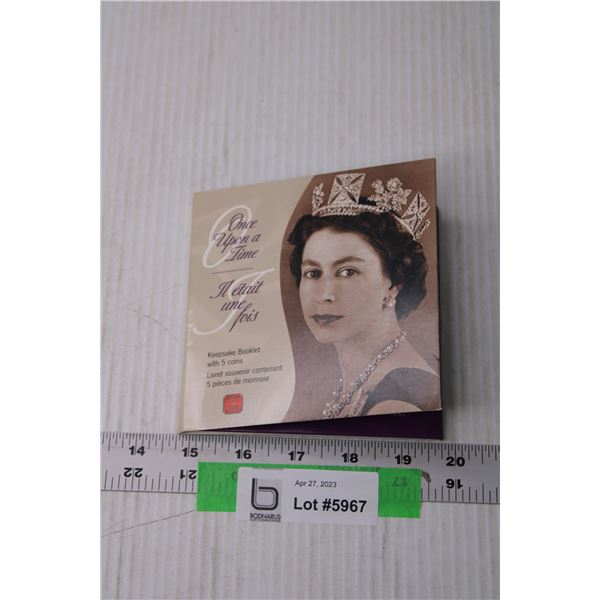 Once
Upon a
Time
Il était
une
fois
Keepsake Booklet
with 5 coins
Livret souvenir contenant
5 pièces de monnaie
14 15 16 17 18 19 20
22 21 17 16
Apr 27, 2023
Lot #5967
b
BODNARUS